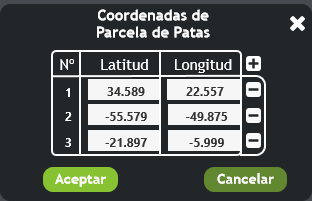 Coordenadas de
Parcela de Patas
Nº Latitud Longitud
1 34.589 22.557
2 -55.579 -49.875
3 -21.897 -5.999
Aceptar Cancelar